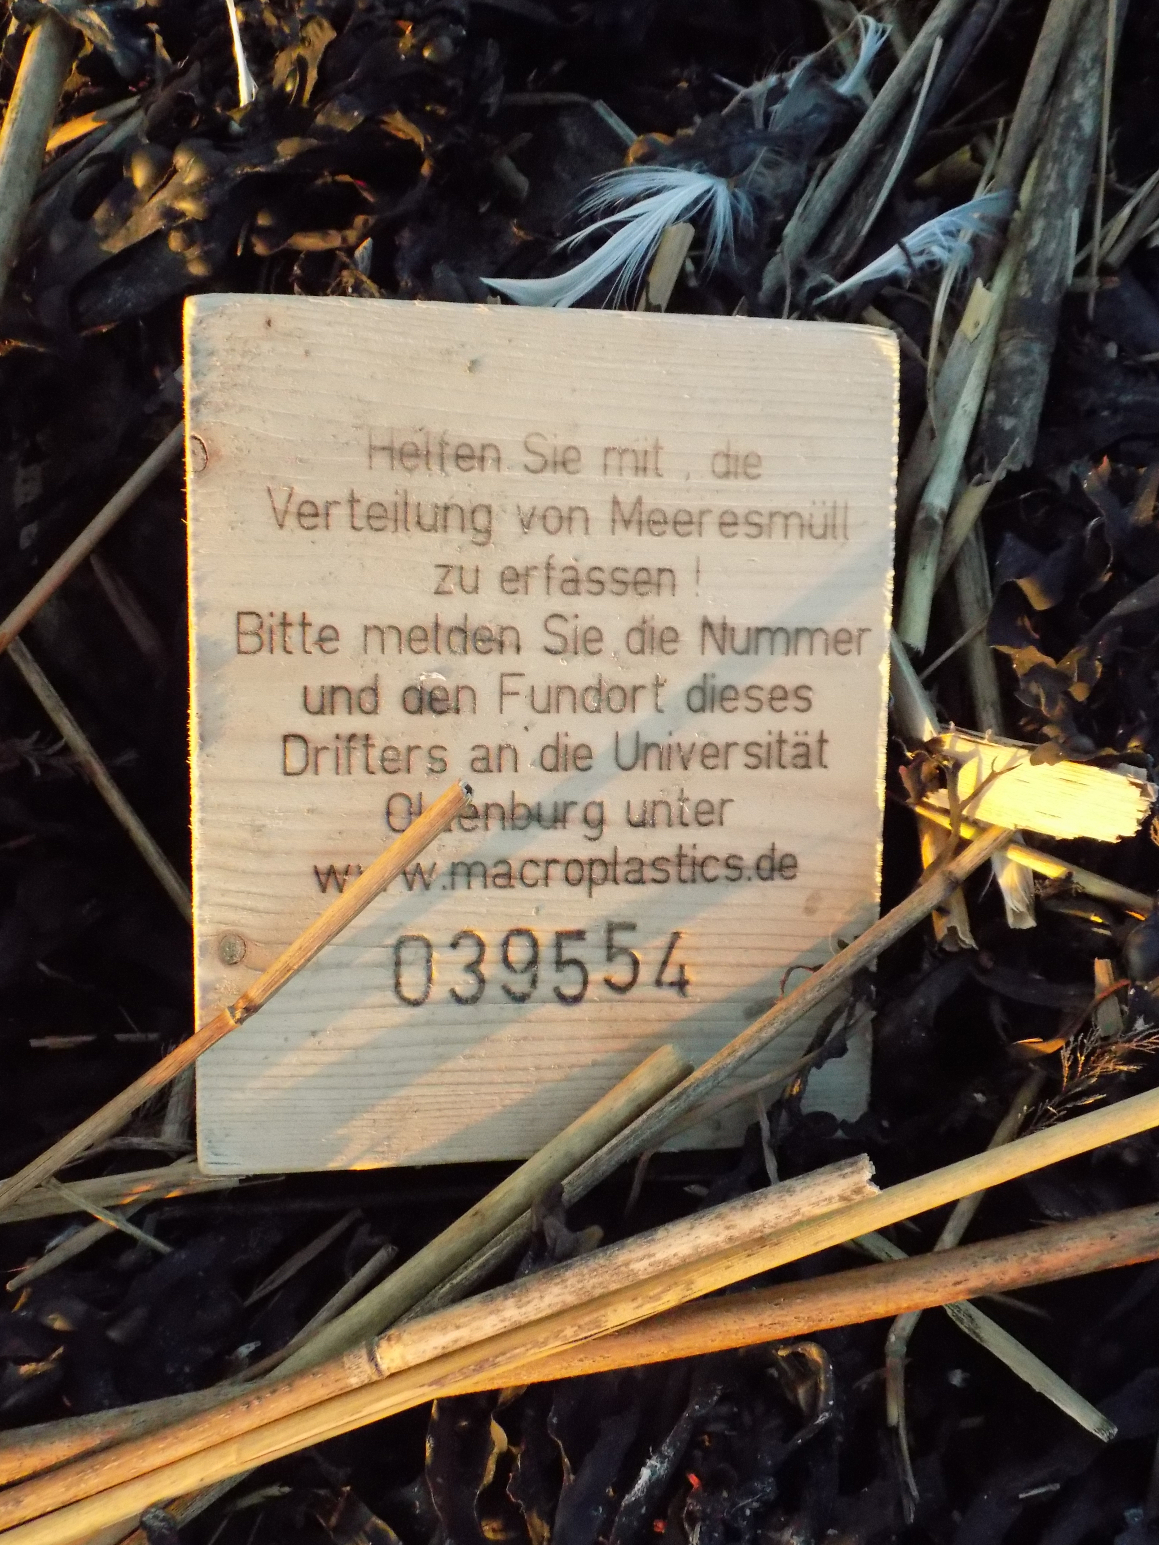 Helfen Sie mit, die
Verteilung von Meeresmüll
zu erfassen!
Bitte melden Sie die Nummer
und den Fundort dieses
Drifters an die Universität
Oldenburg unter
www.macroplastics.de
039554